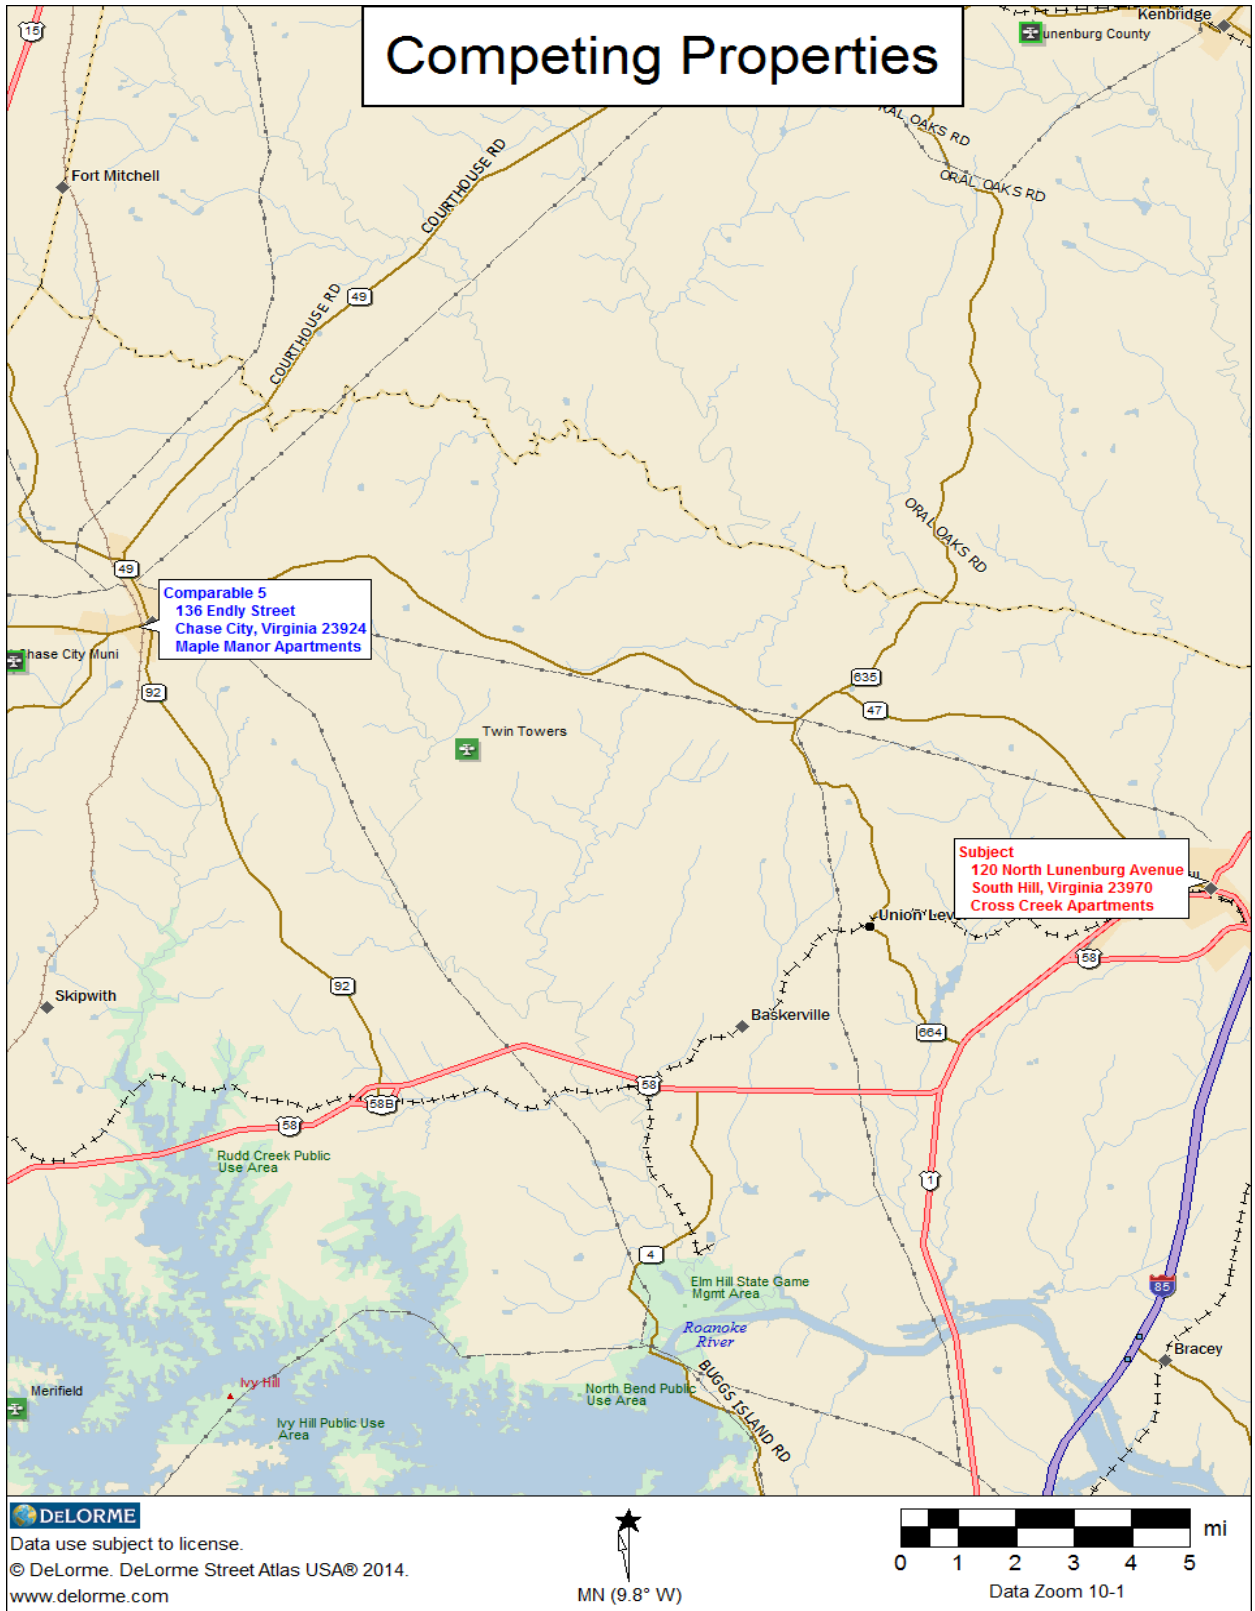 Competing Properties
15
Kenbridge
unenburg County
RAL OAKS RD
ORAL OAKS RD
COURTHOUSE RD
Fort Mitchell
49
COURTHOUSE RD
ORAL OAKS RD
49
Comparable 5
136 Endly Street
Chase City, Virginia 23924
Maple Manor Apartments
Chase City Muni
92
635
47
Twin Towers
Subject
120 North Lunenburg Avenue
South Hill, Virginia 23970
Cross Creek Apartments
Union Leve
58
92
Skipwith
Baskerville
664
58
58B
58
Rudd Creek Public
Use Area
1
4
Elm Hill State Game
Mgmt Area
85
Roanoke
River
Bracey
BUGGS ISLAND RD
North Bend Public
Use Area
Merifield
Ivy Hill
Ivy Hill Public Use
Area
DELORME
Data use subject to license.
© DeLorme. DeLorme Street Atlas USA® 2014.
www.delorme.com
MN (9.8° W)
mi
0 1 2 3 4 5
Data Zoom 10-1